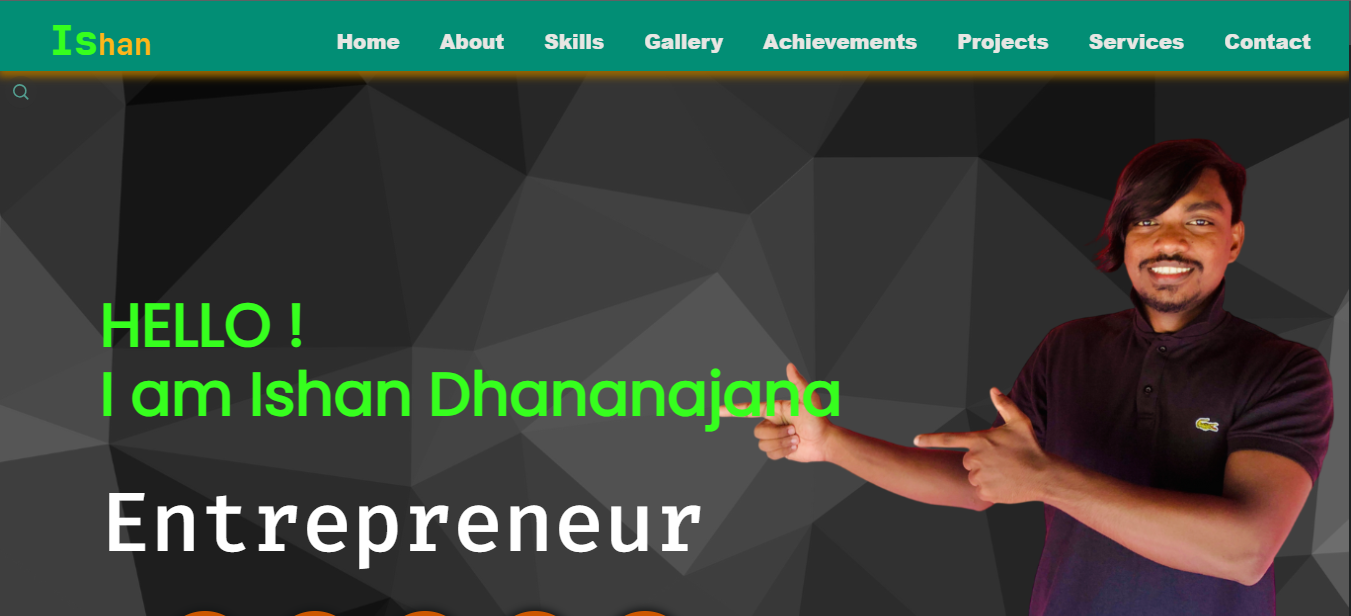 Ishan
Home About Skills Gallery Achievements Projects Services Contact
HELLO !
I am Ishan Dhananajana
Entrepreneur